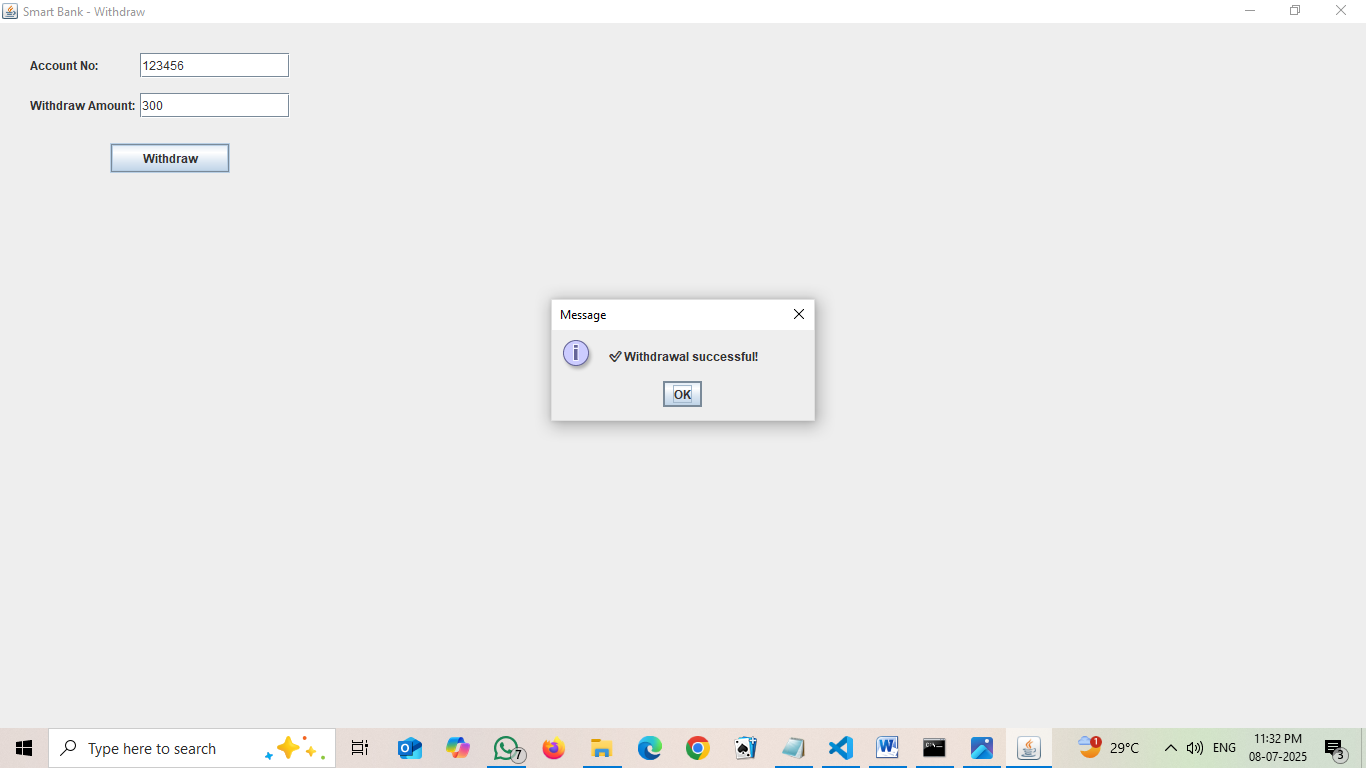 Smart Bank - Withdraw
Account No: 123456
Withdraw Amount: 300
Withdraw
Message
i ✔ Withdrawal successful!
OK
Type here to search
7
1
29°C
ENG
11:32 PM
08-07-2025
3